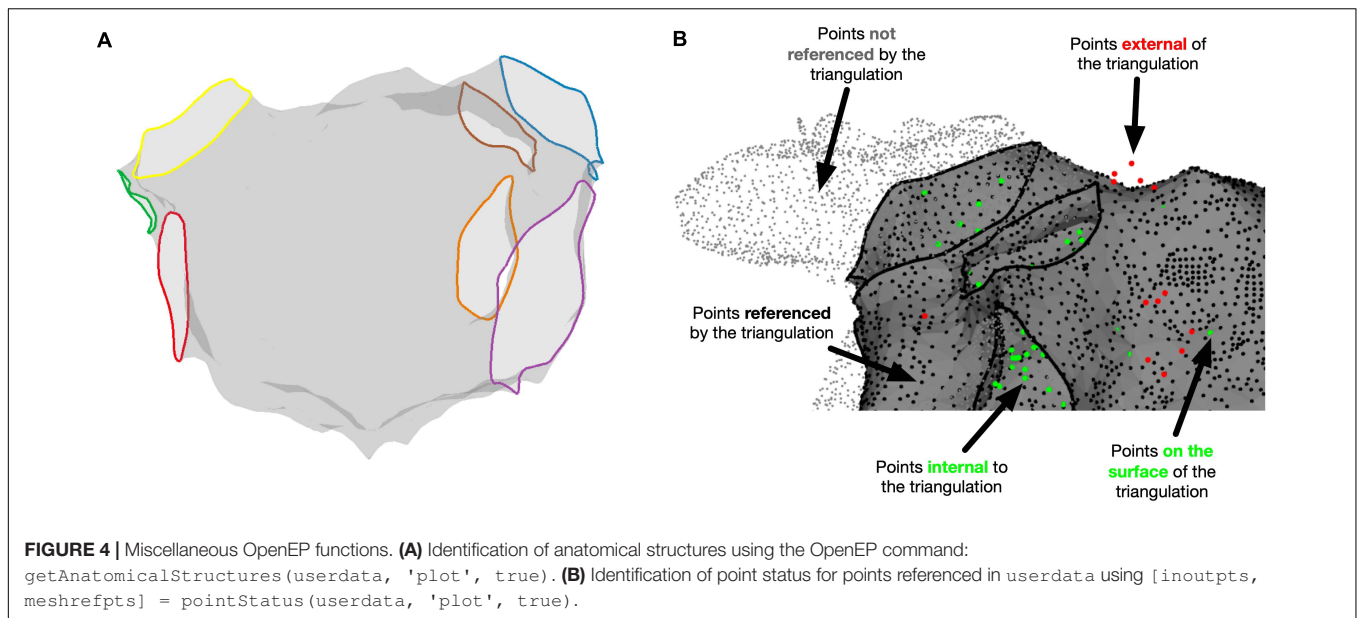 A
B
Points not
referenced by the
triangulation
Points external of
the triangulation
Points referenced
by the triangulation
Points internal to
the triangulation
Points on the
surface of the
triangulation
FIGURE 4 | Miscellaneous OpenEP functions. (A) Identification of anatomical structures using the OpenEP command:
getAnatomicalStructures(userdata, 'plot', true). (B) Identification of point status for points referenced in userdata using [inoutpts,
meshrefpts] = pointStatus(userdata, 'plot', true).